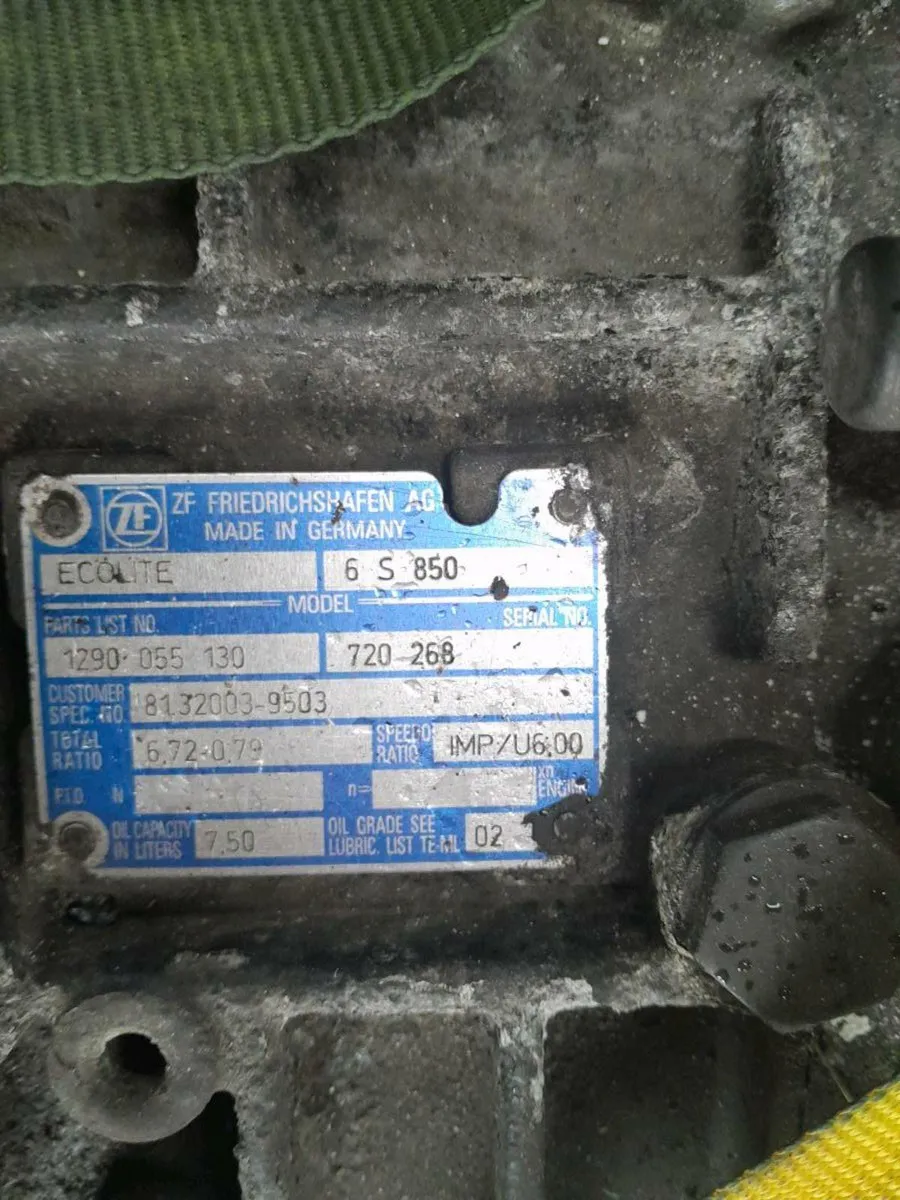 ZF ZF FRIEDRICHSHAFEN AG
MADE IN GERMANY
ECOLITE 6 S 850
MODEL
PARTS LIST NO. SERIAL NO.
1290 055 130 720 268
CUSTOMER SPEC. NO. 8132003-9503
TOTAL RATIO 6,72-0,79 SPEEDO RATIO IMP/U6,00
P.T.O. N n= ENGINE
OIL CAPACITY IN LITERS 7,50 OIL GRADE SEE LUBRIC. LIST TE-ML 02